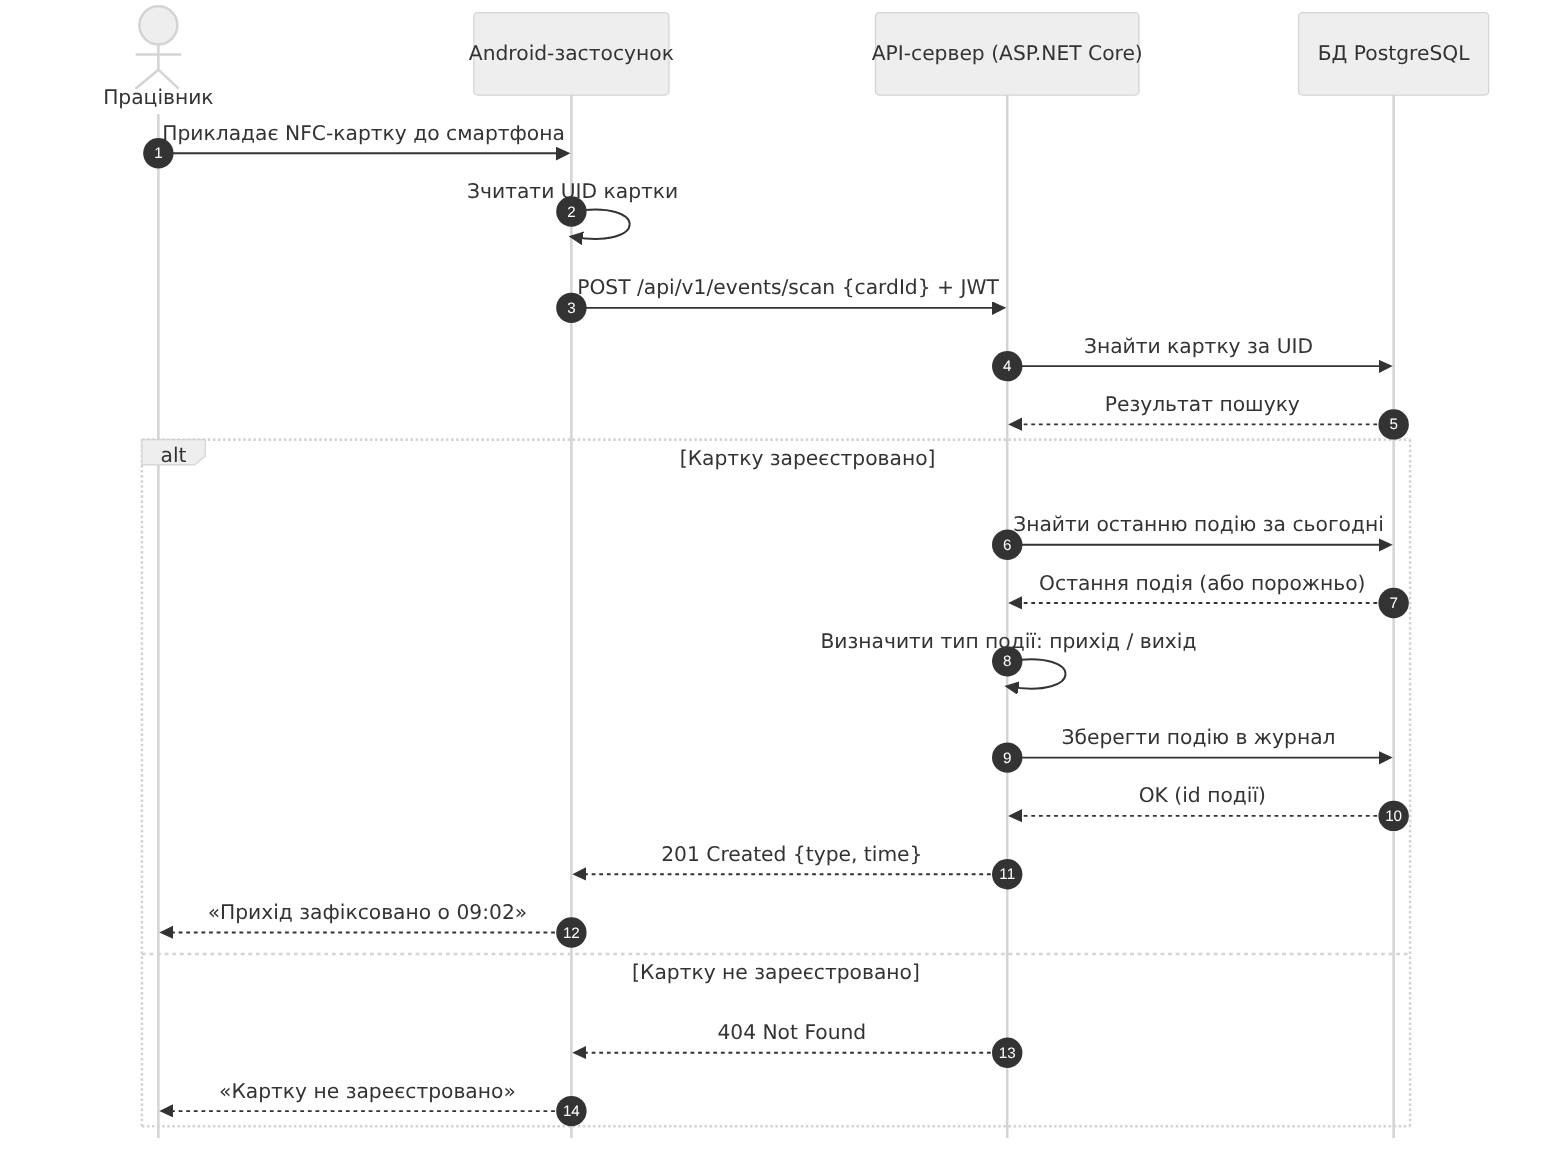 Працівник
Android-застосунок
API-сервер (ASP.NET Core)
БД PostgreSQL
Прикладає NFC-картку до смартфона
1
Зчитати UID картки
2
POST /api/v1/events/scan {cardId} + JWT
3
Знайти картку за UID
4
Результат пошуку
5
alt
[Картку зареєстровано]
Знайти останню подію за сьогодні
6
Остання подія (або порожньо)
7
Визначити тип події: прихід / вихід
8
Зберегти подію в журнал
9
OK (id події)
10
201 Created {type, time}
11
«Прихід зафіксовано о 09:02»
12
[Картку не зареєстровано]
404 Not Found
13
«Картку не зареєстровано»
14